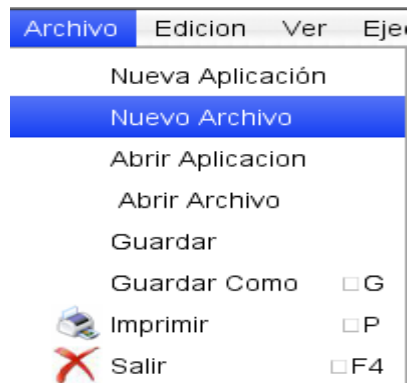 Archivo Edicion Ver Eje
Nueva Aplicación
Nuevo Archivo
Abrir Aplicacion
Abrir Archivo
Guardar
Guardar Como □G
Imprimir □P
Salir □F4